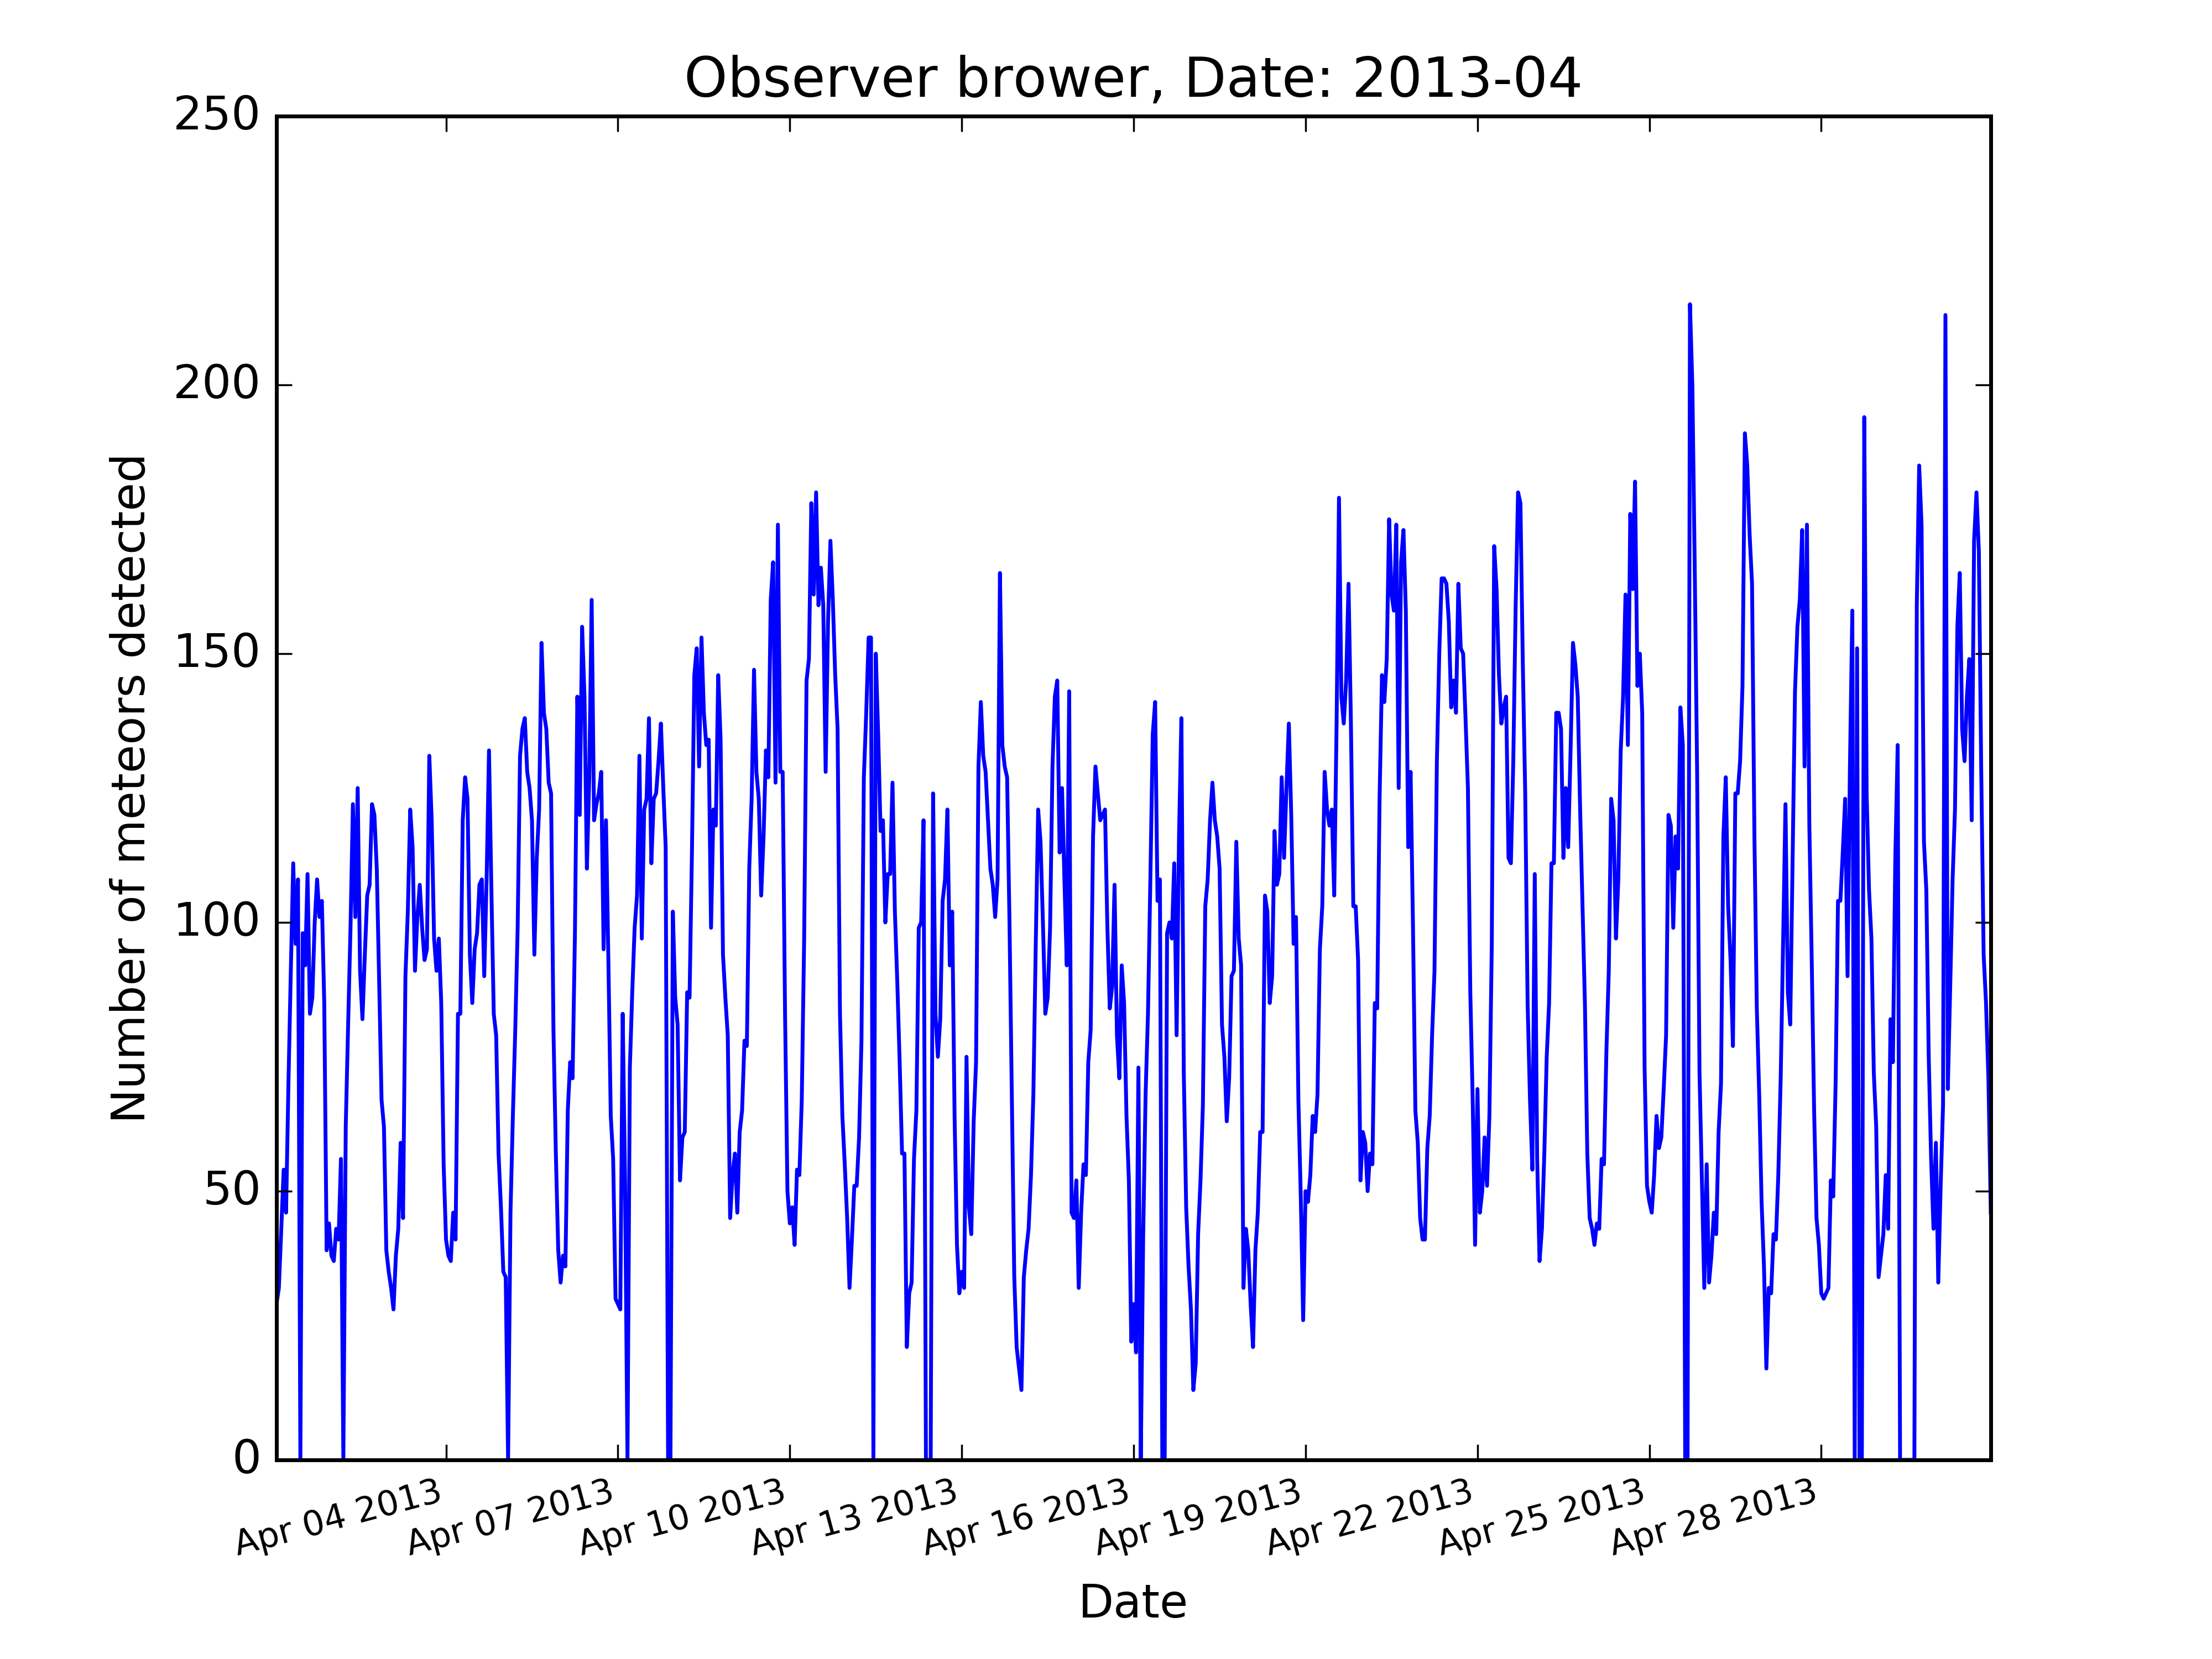 Observer brower, Date: 2013-04
250
200
150
100
50
0
Number of meteors detected
Apr 04 2013
Apr 07 2013
Apr 10 2013
Apr 13 2013
Apr 16 2013
Apr 19 2013
Apr 22 2013
Apr 25 2013
Apr 28 2013
Date